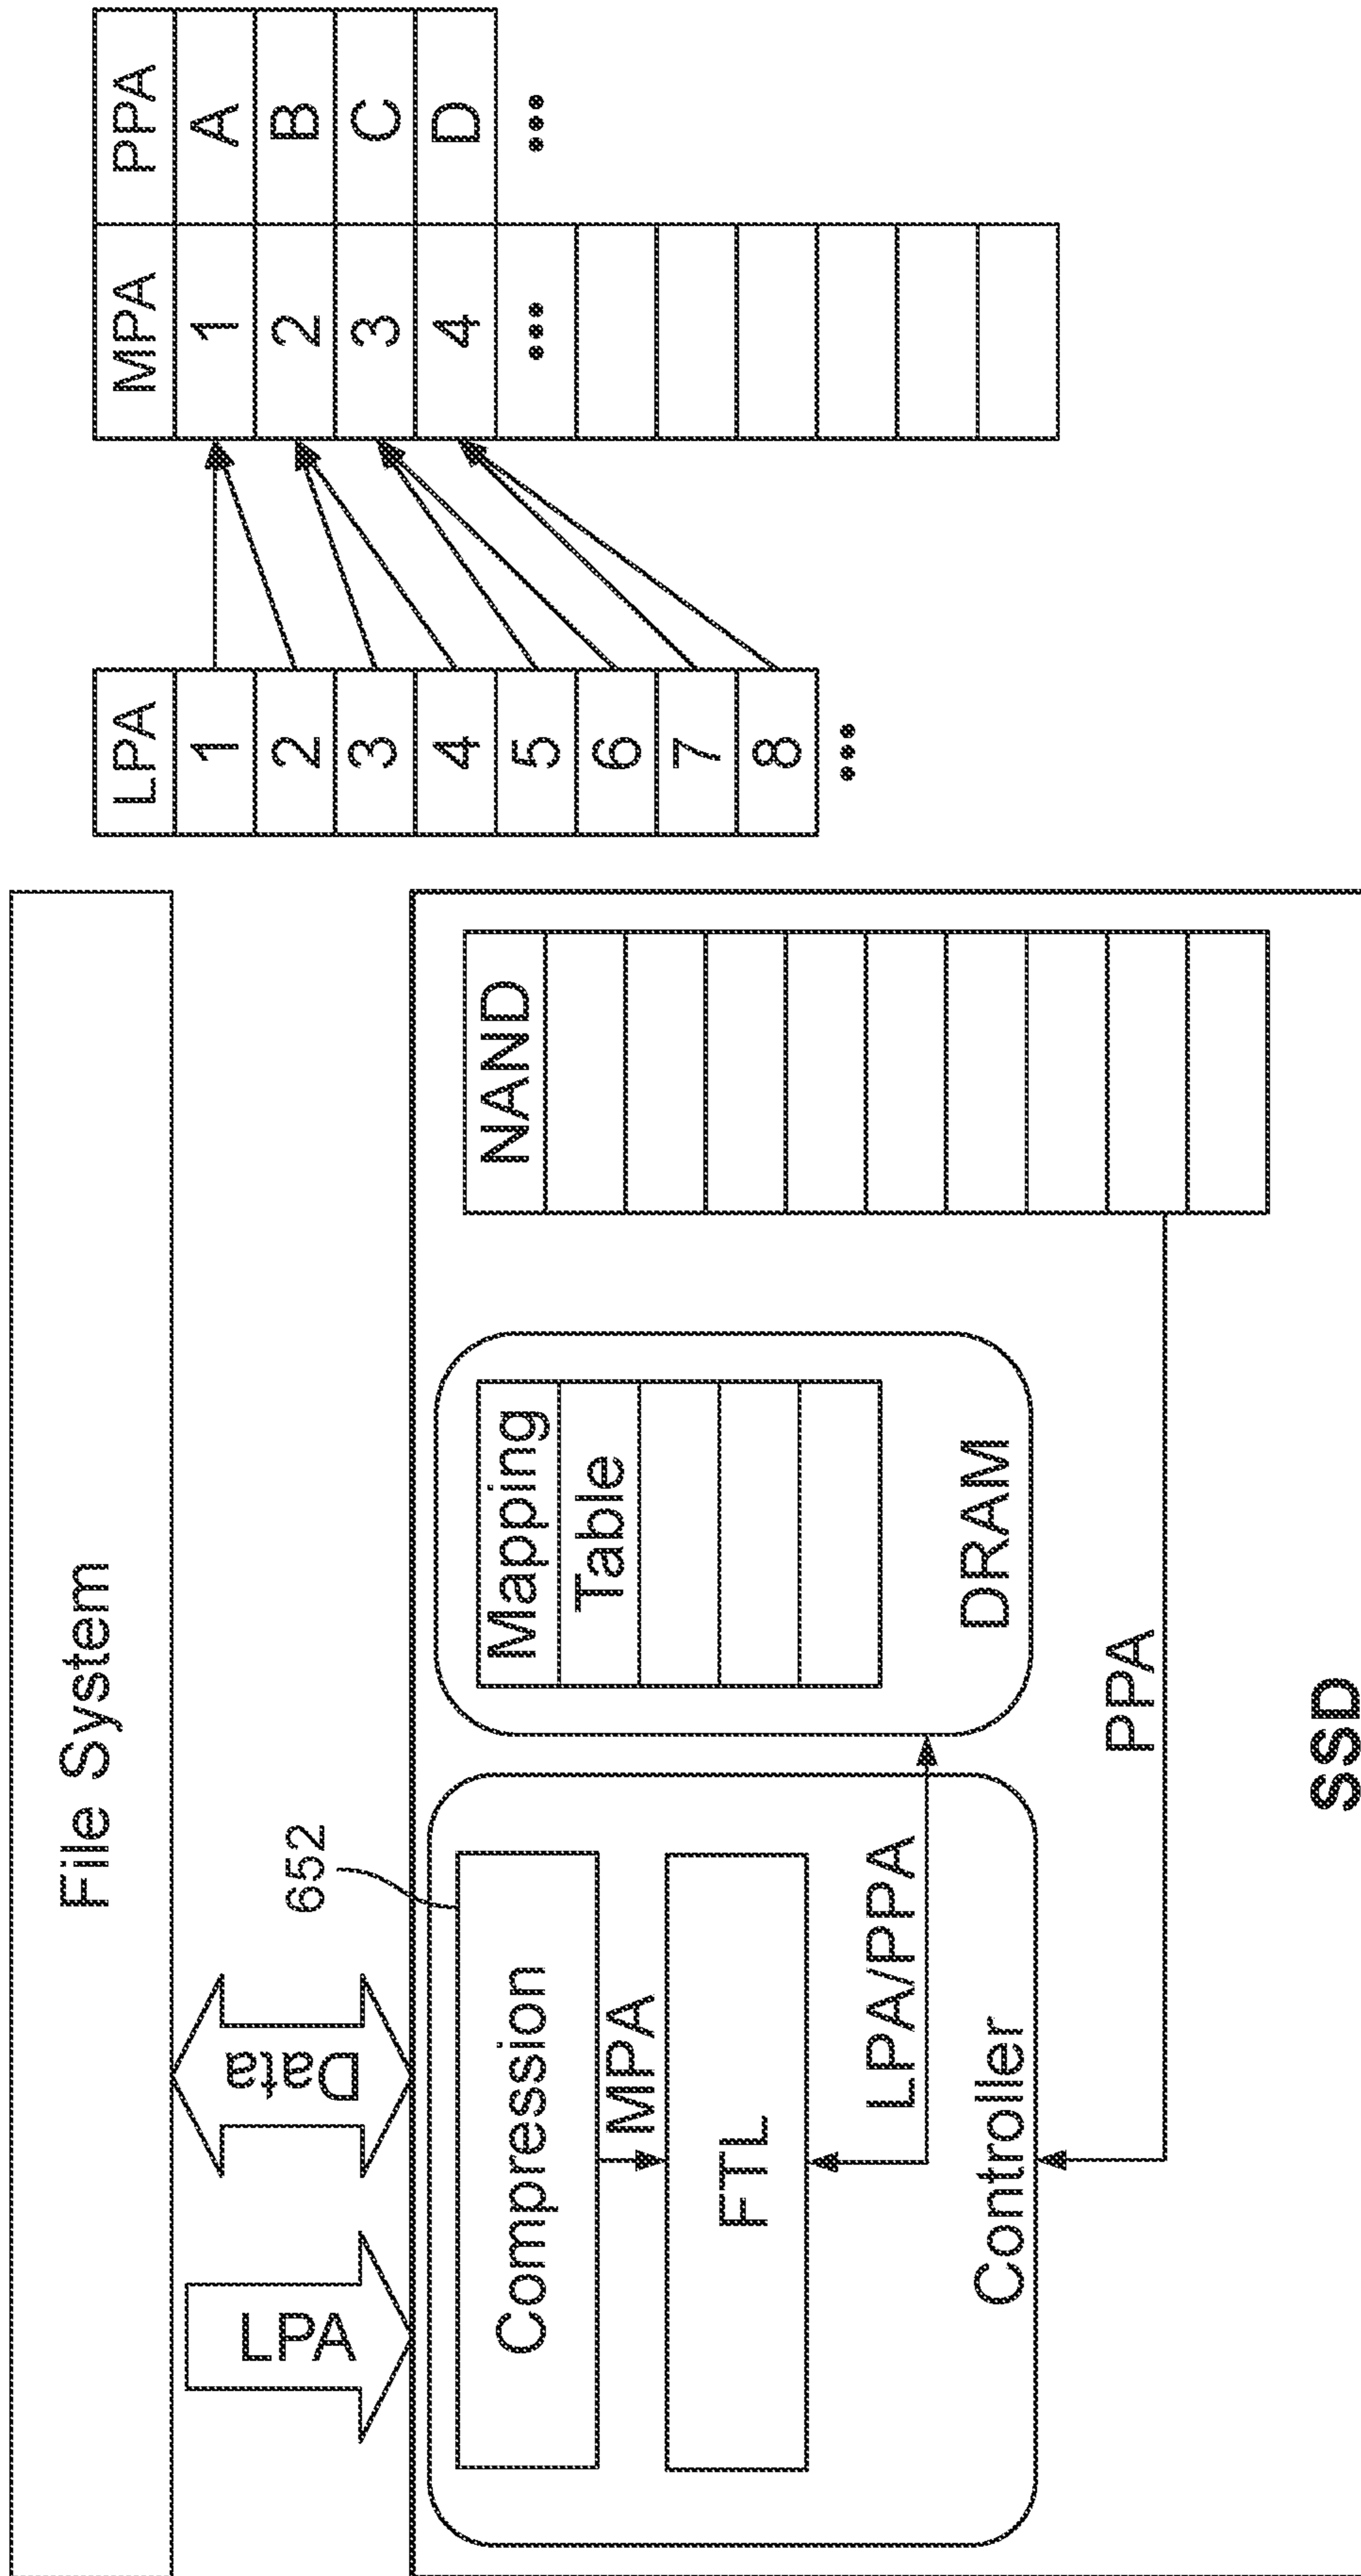 File System
LPA
Data
652
Compression
MPA
FTL
LPA/PPA
Controller
Mapping
Table
DRAM
NAND
PPA
SSD
LPA
1
2
3
4
5
6
7
8
•••
MPA PPA
1 A
2 B
3 C
4 D
••• •••